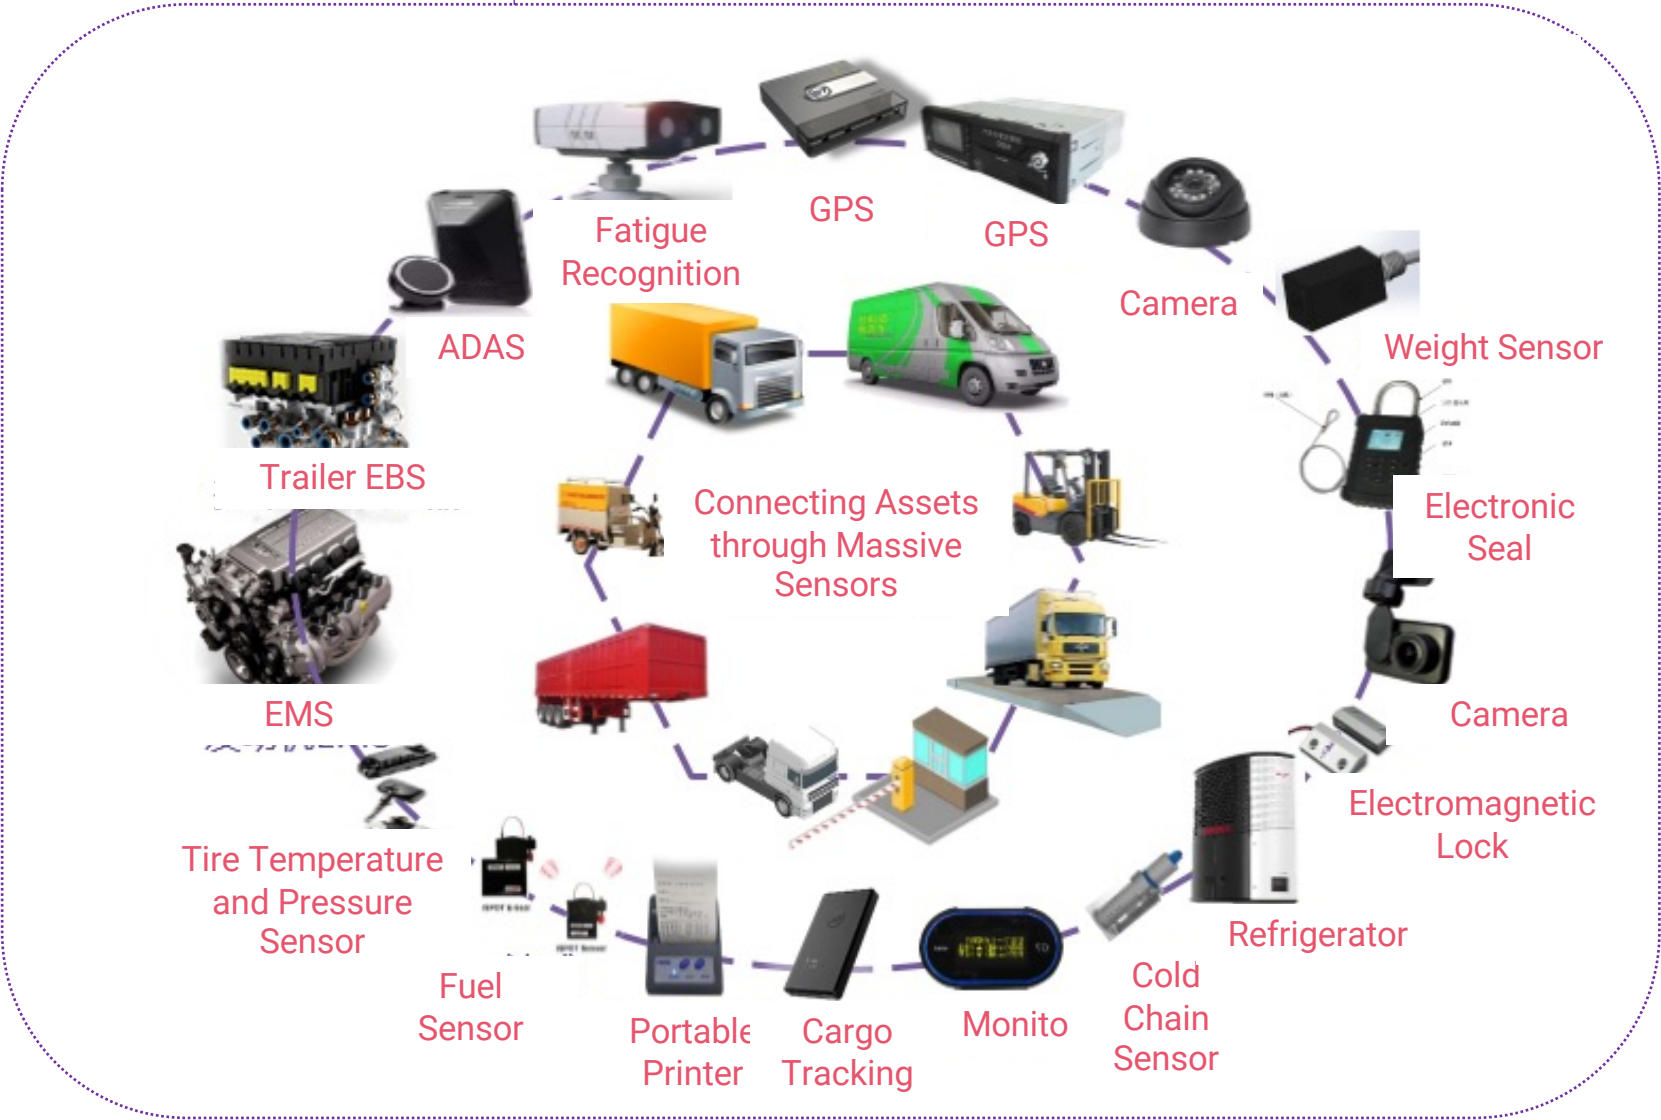 GPS
Fatigue
Recognition
GPS
Camera
ADAS
Weight Sensor
Trailer EBS
Connecting Assets
through Massive
Sensors
Electronic
Seal
EMS
Camera
Electromagnetic
Lock
Tire Temperature
and Pressure
Sensor
Refrigerator
Fuel
Sensor
Portable
Printer
Cargo
Tracking
Monito
Cold
Chain
Sensor